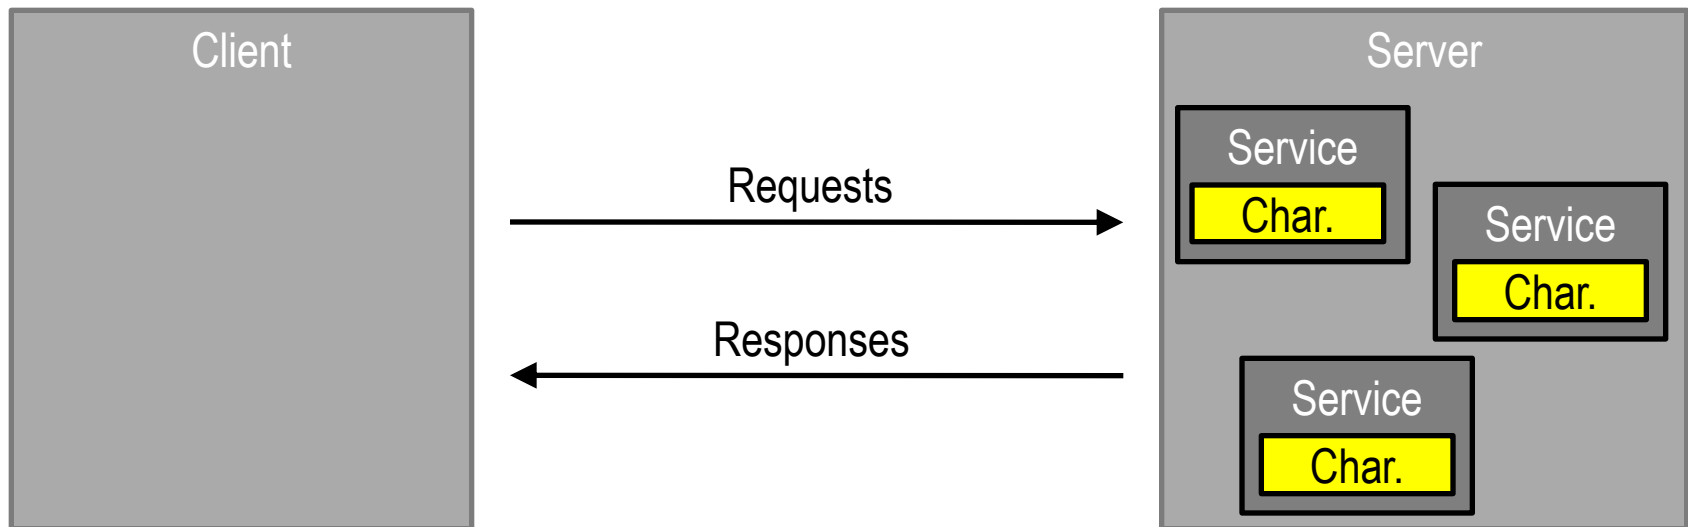 Client
Requests
Responses
Server
Service
Char.
Service
Char.
Service
Char.